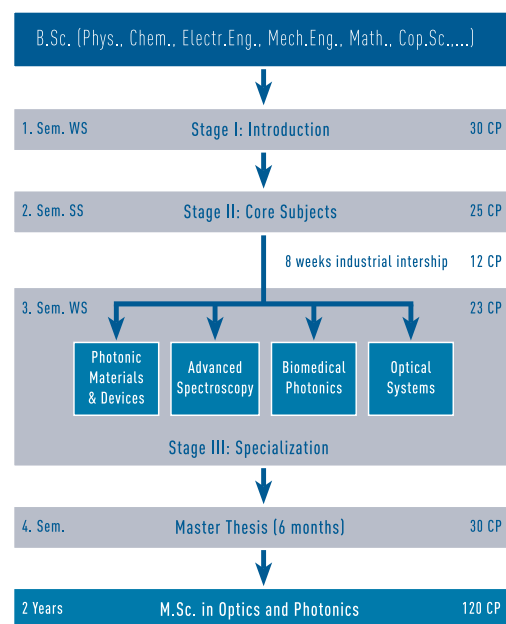 B.Sc. (Phys., Chem., Electr.Eng., Mech.Eng., Math., Cop.Sc.,...)
1. Sem. WS Stage I: Introduction 30 CP
2. Sem. SS Stage II: Core Subjects 25 CP
8 weeks industrial intership 12 CP
3. Sem. WS 23 CP
Photonic
Materials
& Devices
Advanced
Spectroscopy
Biomedical
Photonics
Optical
Systems
Stage III: Specialization
4. Sem. Master Thesis (6 months) 30 CP
2 Years M.Sc. in Optics and Photonics 120 CP